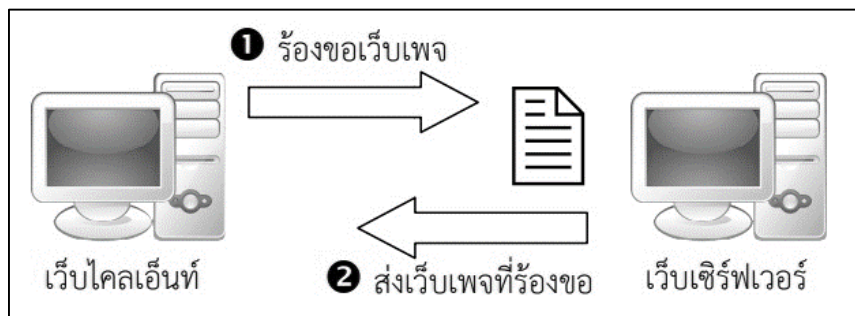 ❶ ร้องขอเว็บเพจ
เว็บไคลเอ็นท์
❷ ส่งเว็บเพจที่ร้องขอ
เว็บเซิร์ฟเวอร์